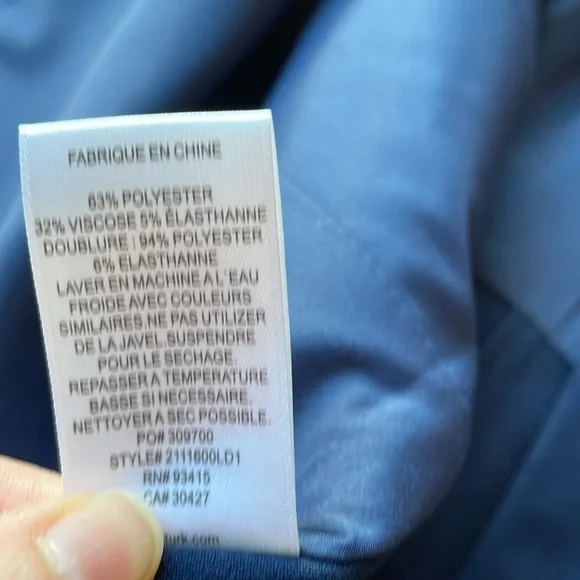 FABRIQUE EN CHINE
63% POLYESTER
32% VISCOSE 5% ÉLASTHANNE
DOUBLURE | 94% POLYESTER
6% ELASTHANNE
LAVER EN MACHINE A L'EAU
FROIDE AVEC COULEURS
SIMILAIRES. NE PAS UTILIZER
DE LA JAVEL. SUSPENDRE
POUR LE SECHAGE.
REPASSER A TEMPERATURE
BASSE SI NECESSAIRE.
NETTOYER A SEC POSSIBLE.
PO# 309700
STYLE# 2111600LD1
RN# 93415
CA# 30427